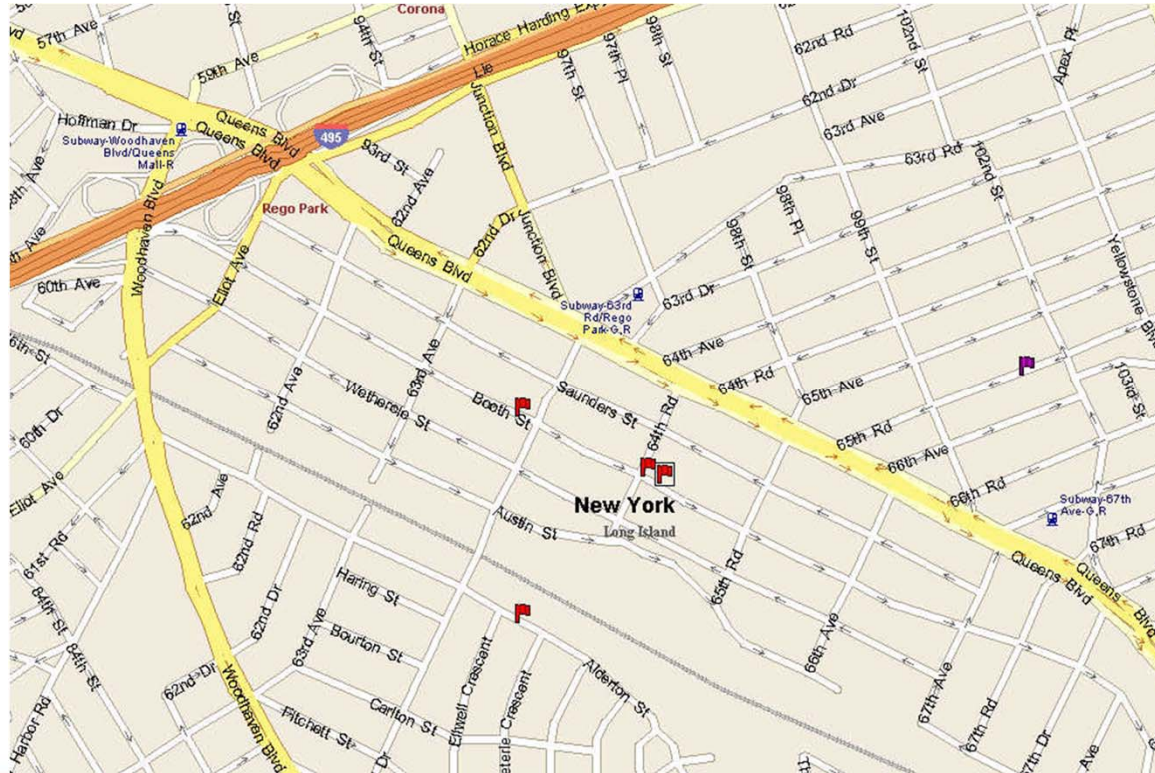 Corona
57th Ave
59th Ave
94th St
Horace Harding Exp
Lie
97th St
97th Pl
98th St
62nd Rd
102nd St
Apex Pl
62nd Dr
63rd Ave
63rd Rd
102nd St
Hoffman Dr
Subway-Woodhaven
Blvd/Queens
Mall-R
Queens Blvd
Queens Blvd
495
93rd St
62nd Ave
Junction Blvd
Rego Park
62nd Dr
Junction Blvd
Queens Blvd
98th St
98th Pl
99th St
Yellowstone Blvd
Woodhaven Blvd
60th Ave
Eliot Ave
Subway-63rd
Rd/Rego
Park-G,R
63rd Dr
64th Ave
64th Rd
65th Ave
103rd St
62nd Ave
63rd Ave
Wetherole St
Booth St
Saunders St
64th Rd
65th Rd
66th Ave
66th Rd
60th Dr
Eliot Ave
61st Rd
62nd Ave
62nd Rd
New York
Long Island
Austin St
Subway-67th
Ave-G,R
67th Rd
Queens Blvd
Queens Blvd
65th Rd
66th Ave
84th St
84th St
62nd Dr
62nd Dr
63rd Ave
Haring St
Bourton St
Carlton St
Fitchett St
Ellwell Crescent
Alderton St
67th Ave
67th Rd
Woodhaven Blvd
Harbor Rd